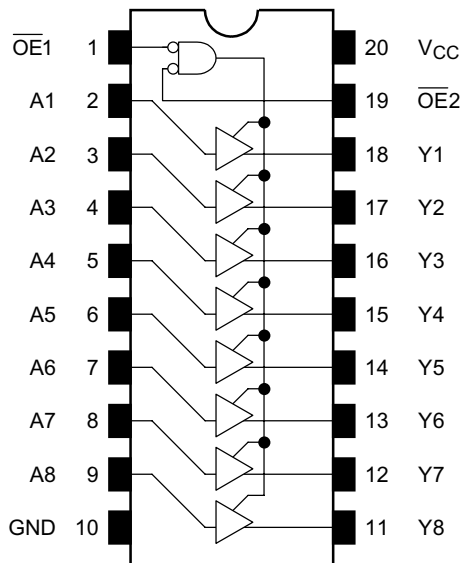 OE1 1 20 VCC
A1 2 19 OE2
A2 3 18 Y1
A3 4 17 Y2
A4 5 16 Y3
A5 6 15 Y4
A6 7 14 Y5
A7 8 13 Y6
A8 9 12 Y7
GND 10 11 Y8